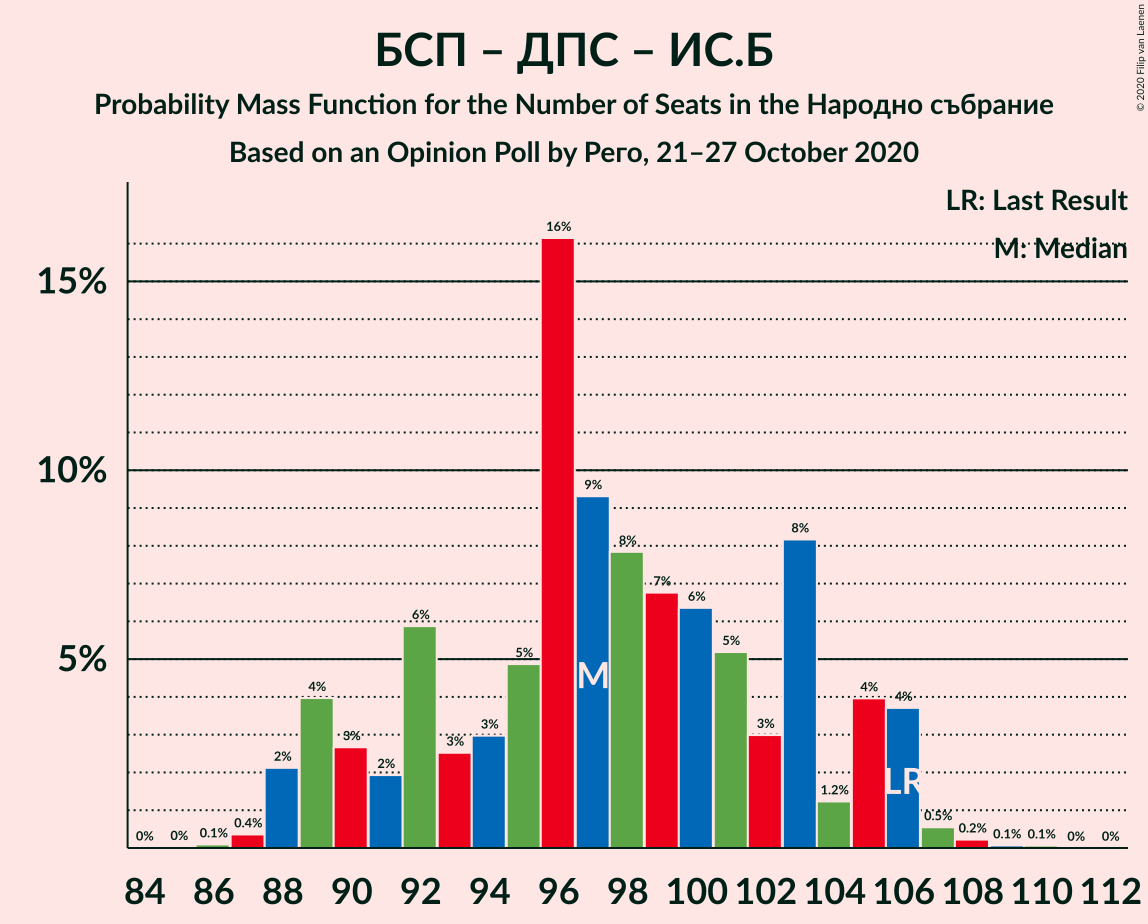 БСП – ДПС – ИС.Б
Probability Mass Function for the Number of Seats in the Народно събрание
Based on an Opinion Poll by Рего, 21–27 October 2020
© 2020 Filip van Laenen
LR: Last Result
M: Median
15%
10%
5%
0% 0% 0.1% 0.4% 2% 4% 3% 2% 6% 3% 3% 5% 16% 9% 8% 7% 6% 5% 3% 8% 1.2% 4% 4% 0.5% 0.2% 0.1% 0.1% 0% 0%
M
LR
84 86 88 90 92 94 96 98 100 102 104 106 108 110 112